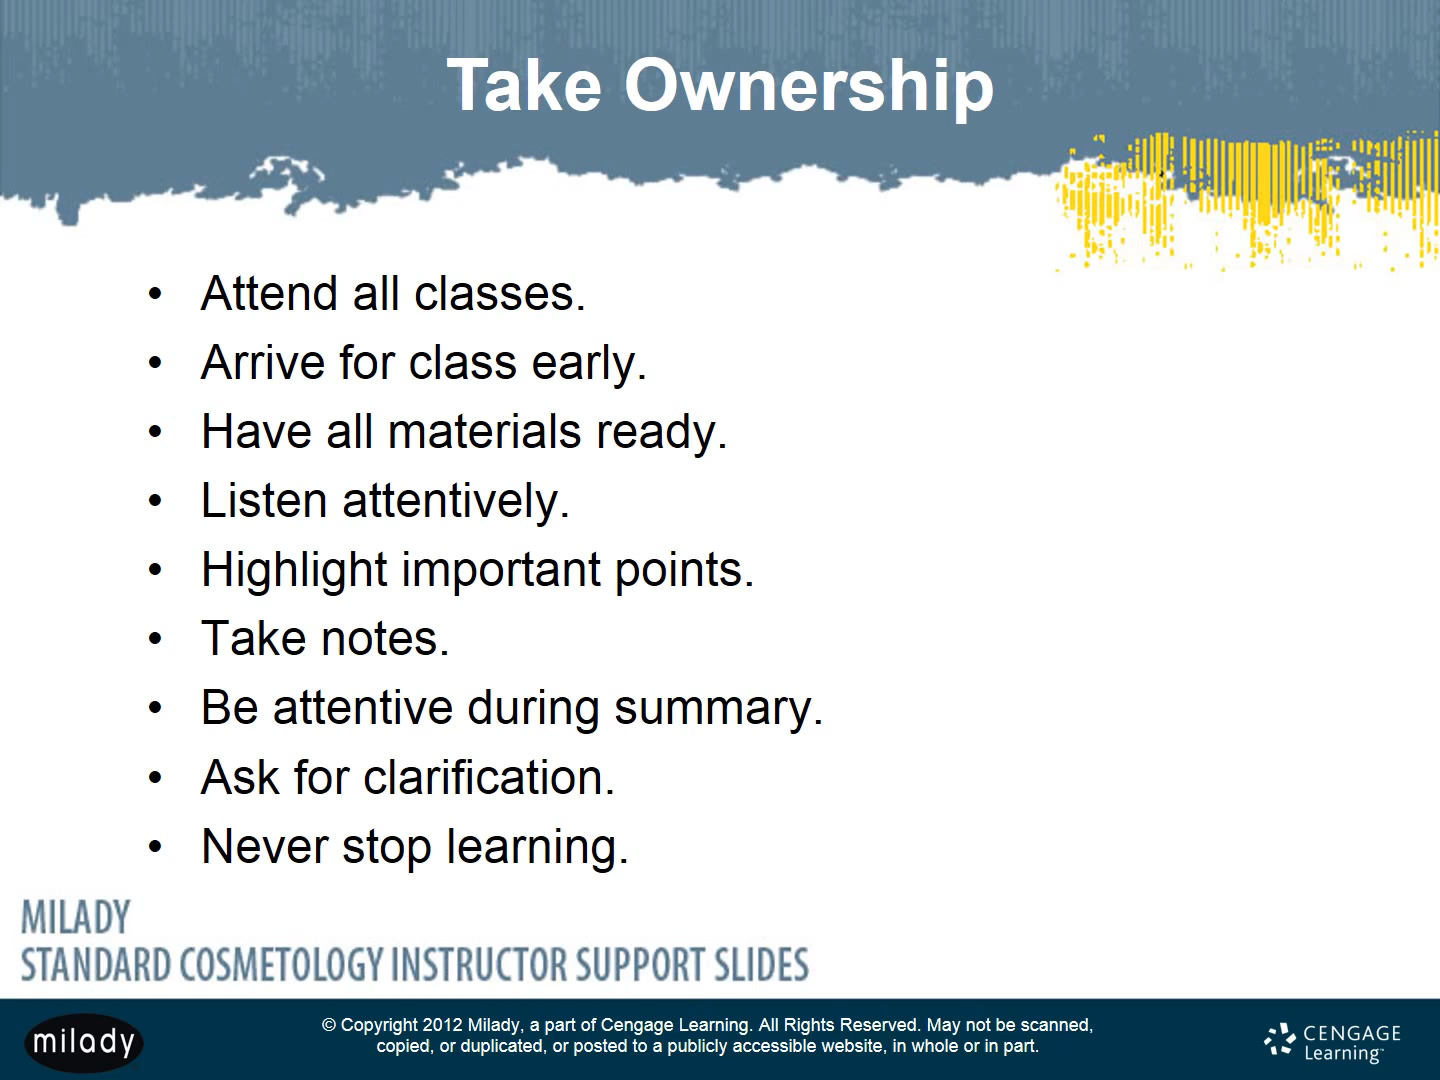 Take Ownership
• Attend all classes.
• Arrive for class early.
• Have all materials ready.
• Listen attentively.
• Highlight important points.
• Take notes.
• Be attentive during summary.
• Ask for clarification.
• Never stop learning.
MILADY
STANDARD COSMETOLOGY INSTRUCTOR SUPPORT SLIDES
milady
© Copyright 2012 Milady, a part of Cengage Learning. All Rights Reserved. May not be scanned,
copied, or duplicated, or posted to a publicly accessible website, in whole or in part.
CENGAGE
Learning™